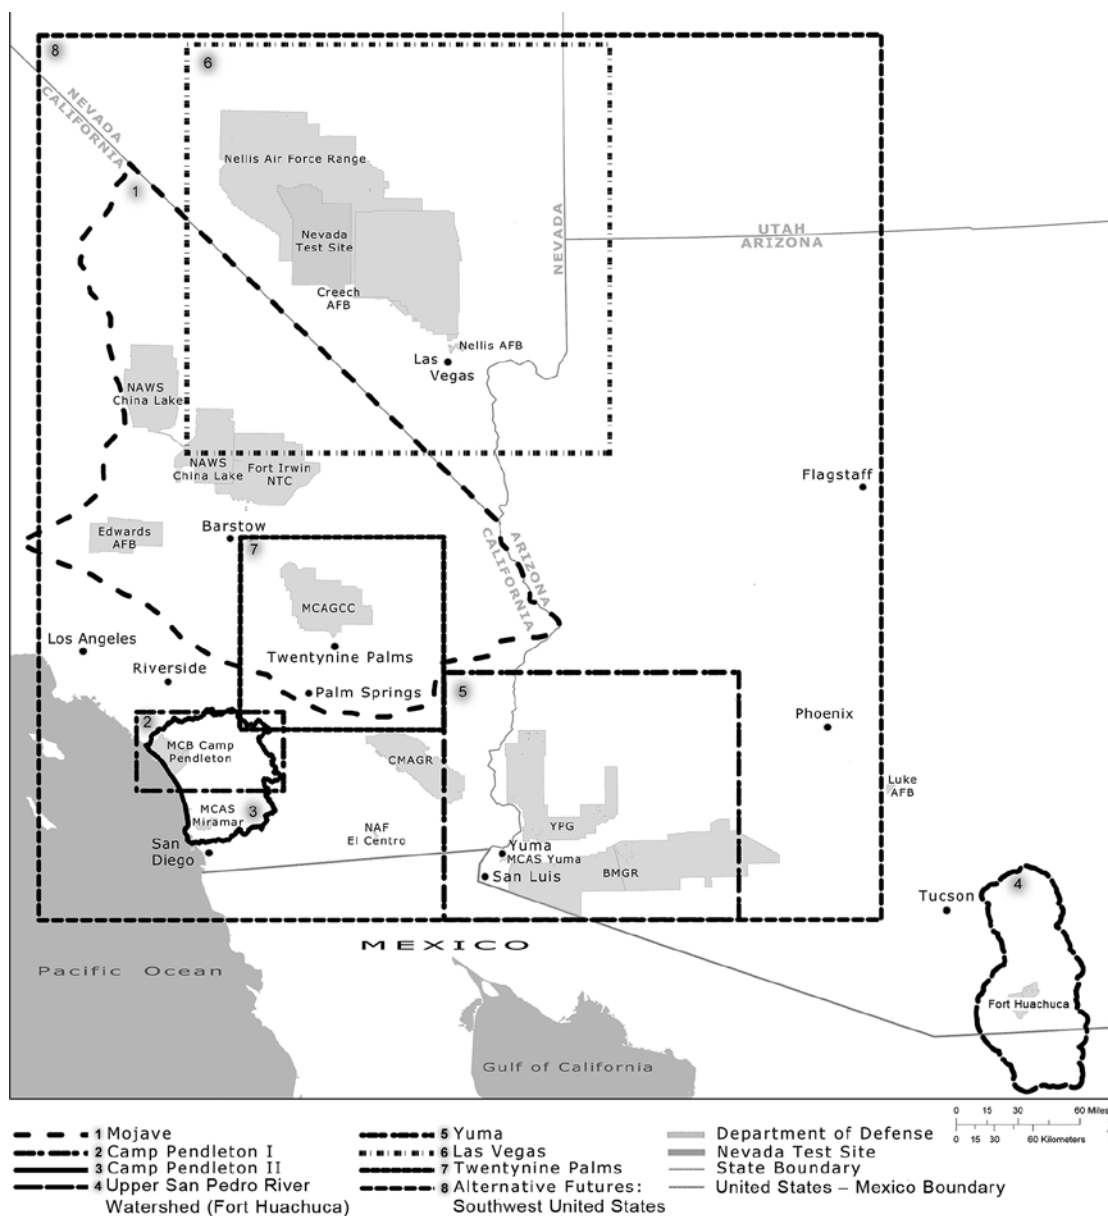 8
6
NEVADA
CALIFORNIA
1
Nellis Air Force Range
Nevada
Test Site
Creech
AFB
NEVADA
UTAH
ARIZONA
Nellis AFB
Las
Vegas
NAWS
China Lake
NAWS
China Lake
Fort Irwin
NTC
Flagstaff
Edwards
AFB
Barstow
7
ARIZONA
CALIFORNIA
MCAGCC
Los Angeles
Twentynine Palms
Riverside
Palm Springs
5
2
MCB Camp
Pendleton
Phoenix
CMAGR
Luke
AFB
MCAS
Miramar
3
NAF
El Centro
YPG
San
Diego
Yuma
MCAS Yuma
San Luis
BMGR
Tucson
4
MEXICO
Pacific Ocean
Fort Huachuca
Gulf of California
0 15 30 60 Miles
0 15 30 60 Kilometers
1 Mojave
2 Camp Pendleton I
3 Camp Pendleton II
4 Upper San Pedro River
Watershed (Fort Huachuca)
5 Yuma
6 Las Vegas
7 Twentynine Palms
8 Alternative Futures:
Southwest United States
Department of Defense
Nevada Test Site
State Boundary
United States – Mexico Boundary